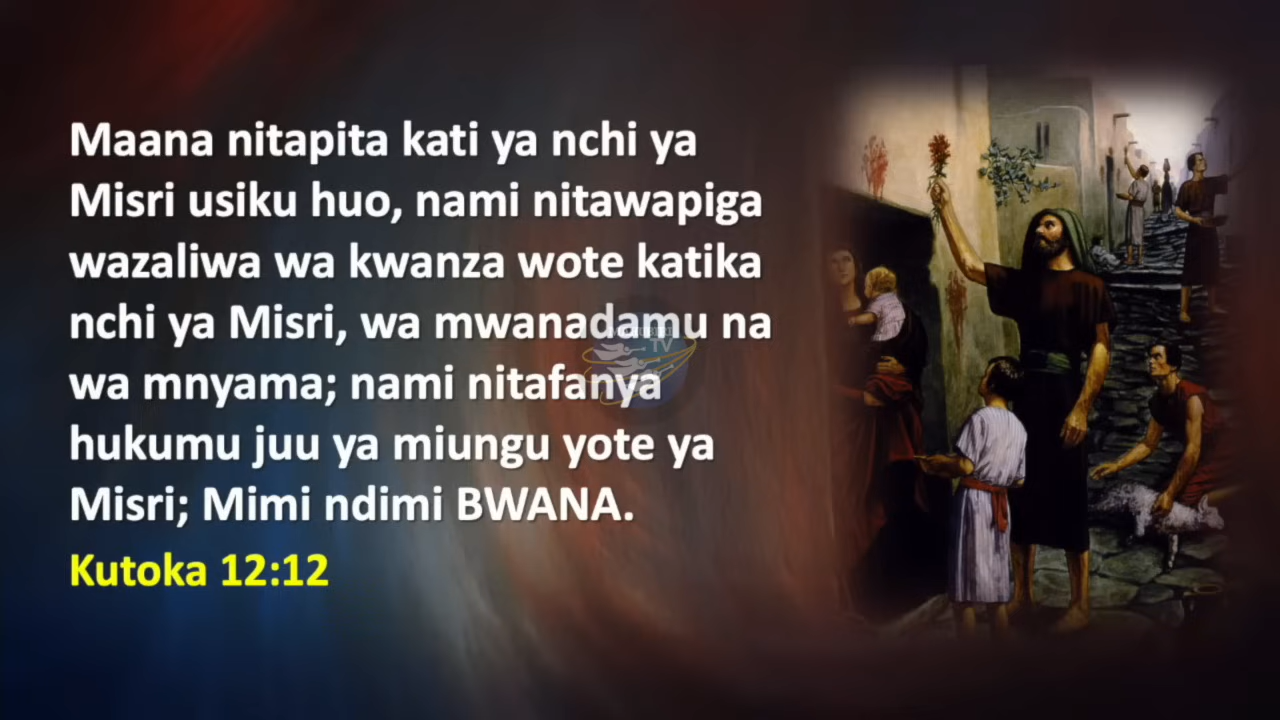 Maana nitapita kati ya nchi ya
Misri usiku huo, nami nitawapiga
wazaliwa wa kwanza wote katika
nchi ya Misri, wa mwanadamu na
wa mnyama; nami nitafanya
hukumu juu ya miungu yote ya
Misri; Mimi ndimi BWANA.
Kutoka 12:12
TV